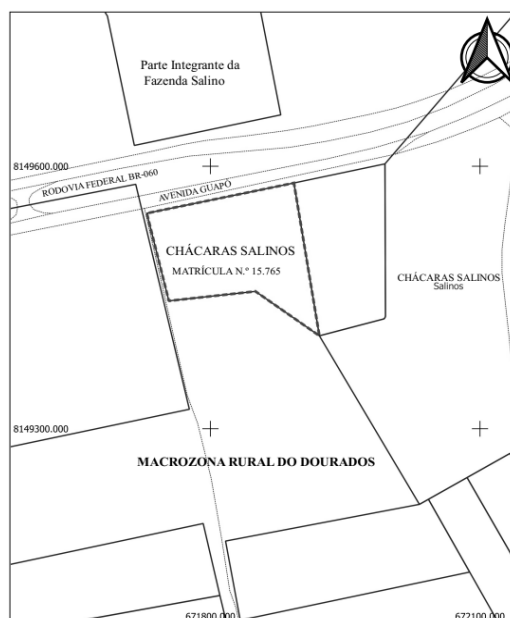 Parte Integrante da
Fazenda Salino
8149600.000
RODOVIA FEDERAL BR-060
AVENIDA GUAPÓ
CHÁCARAS SALINOS
MATRÍCULA N.º 15.765
CHÁCARAS SALINOS
Salinos
8149300.000
MACROZONA RURAL DO DOURADOS
671800.000
672100.000